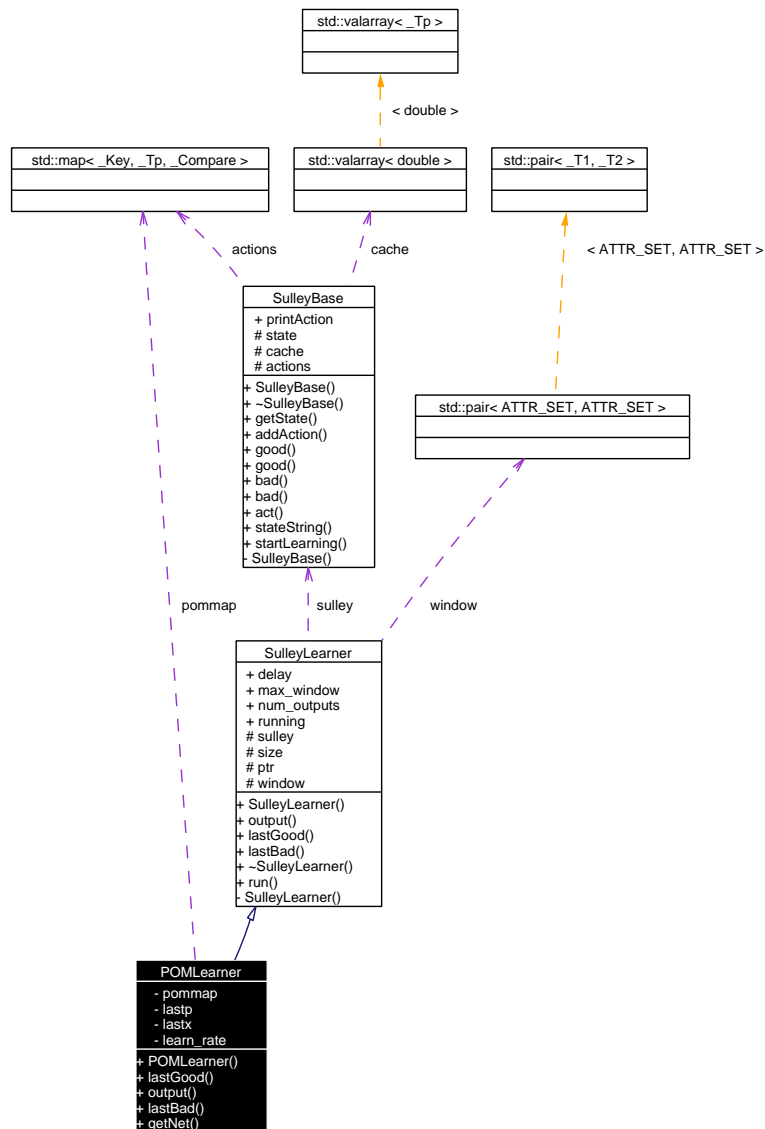 std::valarray< _Tp >
< double >
std::map< _Key, _Tp, _Compare >
std::valarray< double >
std::pair< _T1, _T2 >
actions
cache
< ATTR_SET, ATTR_SET >
SulleyBase
+ printAction
# state
# cache
# actions
+ SulleyBase()
+ ~SulleyBase()
+ getState()
+ addAction()
+ good()
+ good()
+ bad()
+ bad()
+ act()
+ stateString()
+ startLearning()
- SulleyBase()
std::pair< ATTR_SET, ATTR_SET >
pommap
sulley
window
SulleyLearner
+ delay
+ max_window
+ num_outputs
+ running
# sulley
# size
# ptr
# window
+ SulleyLearner()
+ output()
+ lastGood()
+ lastBad()
+ ~SulleyLearner()
+ run()
- SulleyLearner()
POMLearner
- pommap
- lastp
- lastx
- learn_rate
+ POMLearner()
+ lastGood()
+ output()
+ lastBad()
+ getNet()